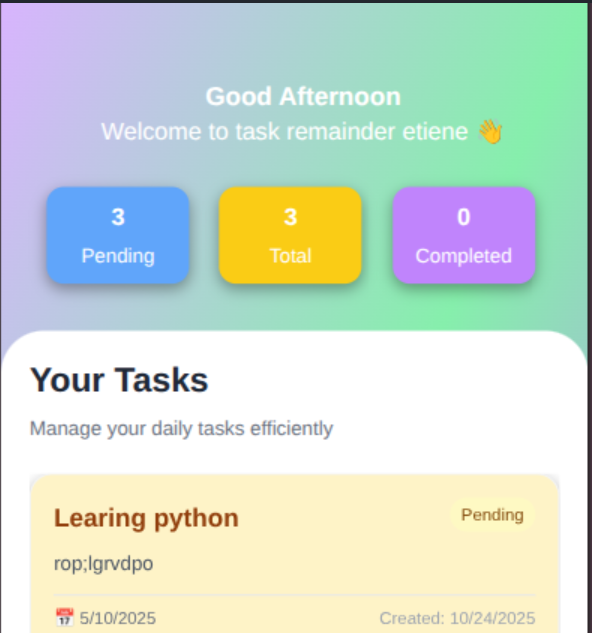 Good Afternoon
Welcome to task remainder etiene 👋
3 3 0
Pending Total Completed
Your Tasks
Manage your daily tasks efficiently
Learing python Pending
rop;lgrvdpo
📅 5/10/2025 Created: 10/24/2025